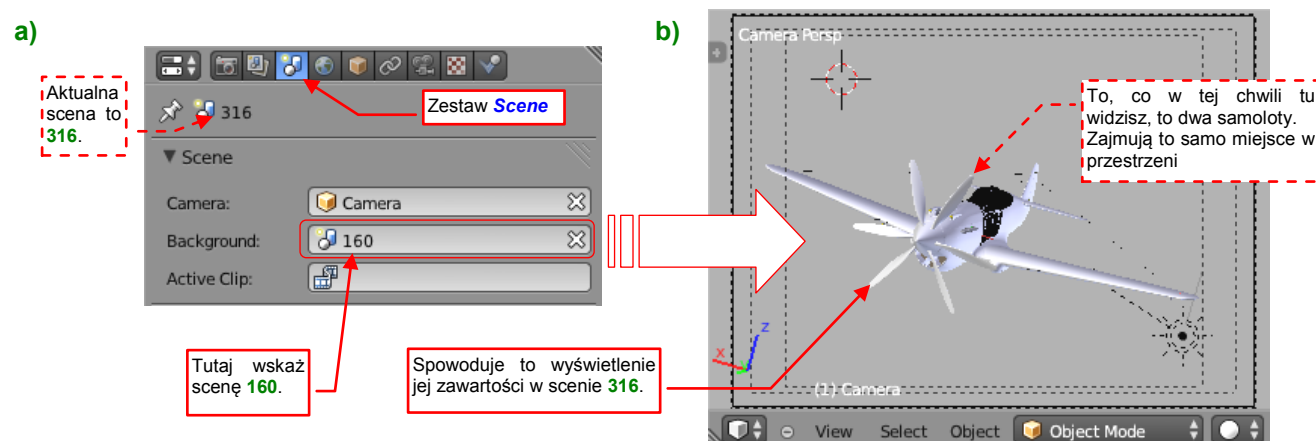 a)
Aktualna
scena to
316.
316
Zestaw Scene
Scene
Camera:
Camera
Background:
160
Active Clip:
Tutaj wskaż
scenę 160.
Spowoduje to wyświetlenie
jej zawartości w scenie 316.
b)
Camera Persp
To, co w tej chwili tu
widzisz, to dwa samoloty.
Zajmują to samo miejsce w
przestrzeni
z
x
(1) Camera
View Select Object Object Mode